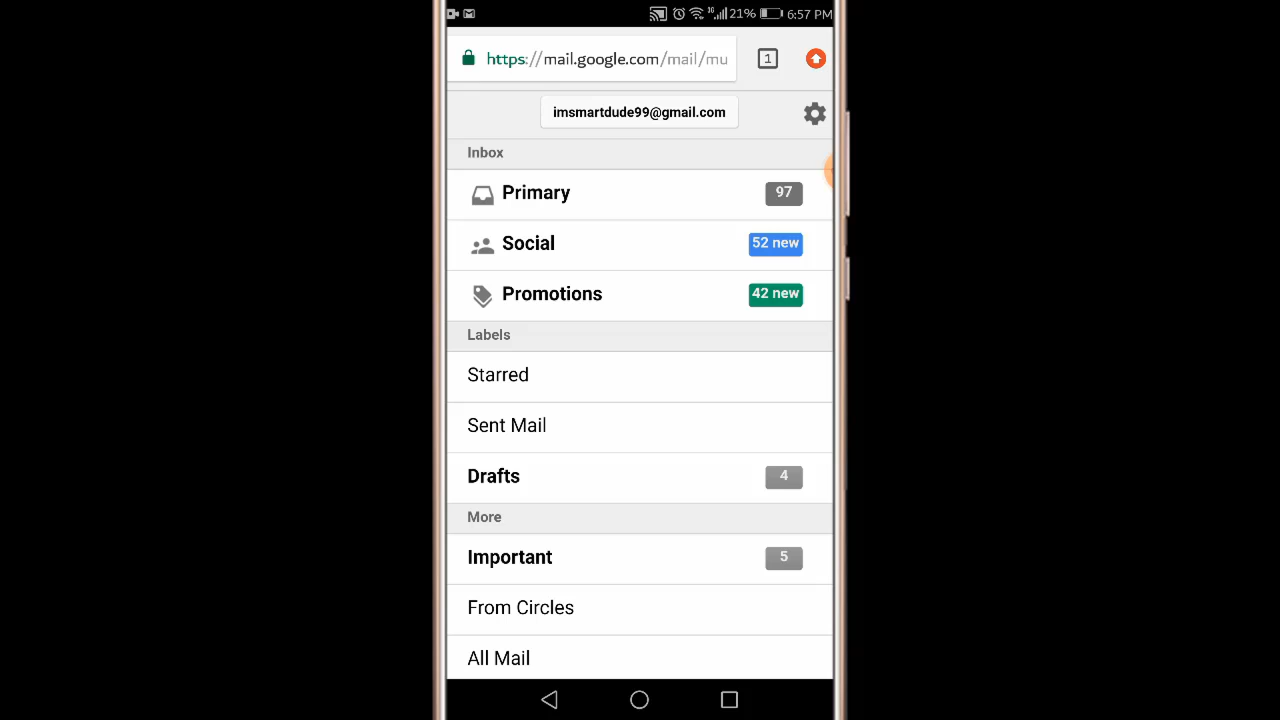 21% 6:57 PM
https://mail.google.com/mail/mu
1
imsmartdude99@gmail.com
Inbox
Primary 97
Social 52 new
Promotions 42 new
Labels
Starred
Sent Mail
Drafts 4
More
Important 5
From Circles
All Mail